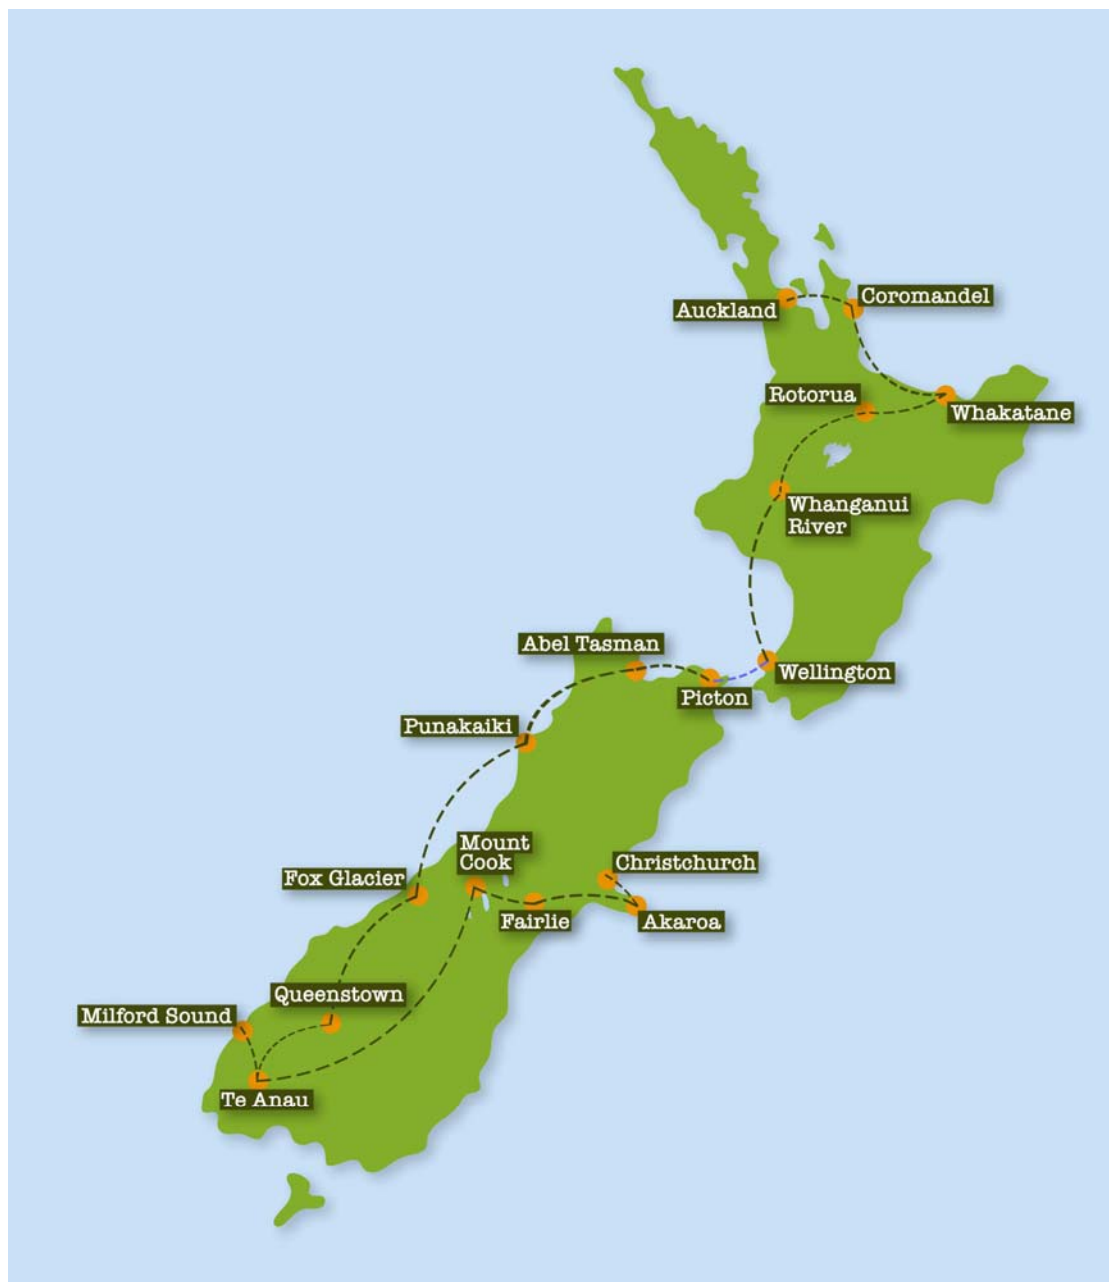 Coromandel
Auckland
Rotorua
Whakatane
Whanganui
River
Abel Tasman
Wellington
Picton
Punakaiki
Mount
Cook
Christchurch
Fox Glacier
Fairlie
Akaroa
Queenstown
Milford Sound
Te Anau